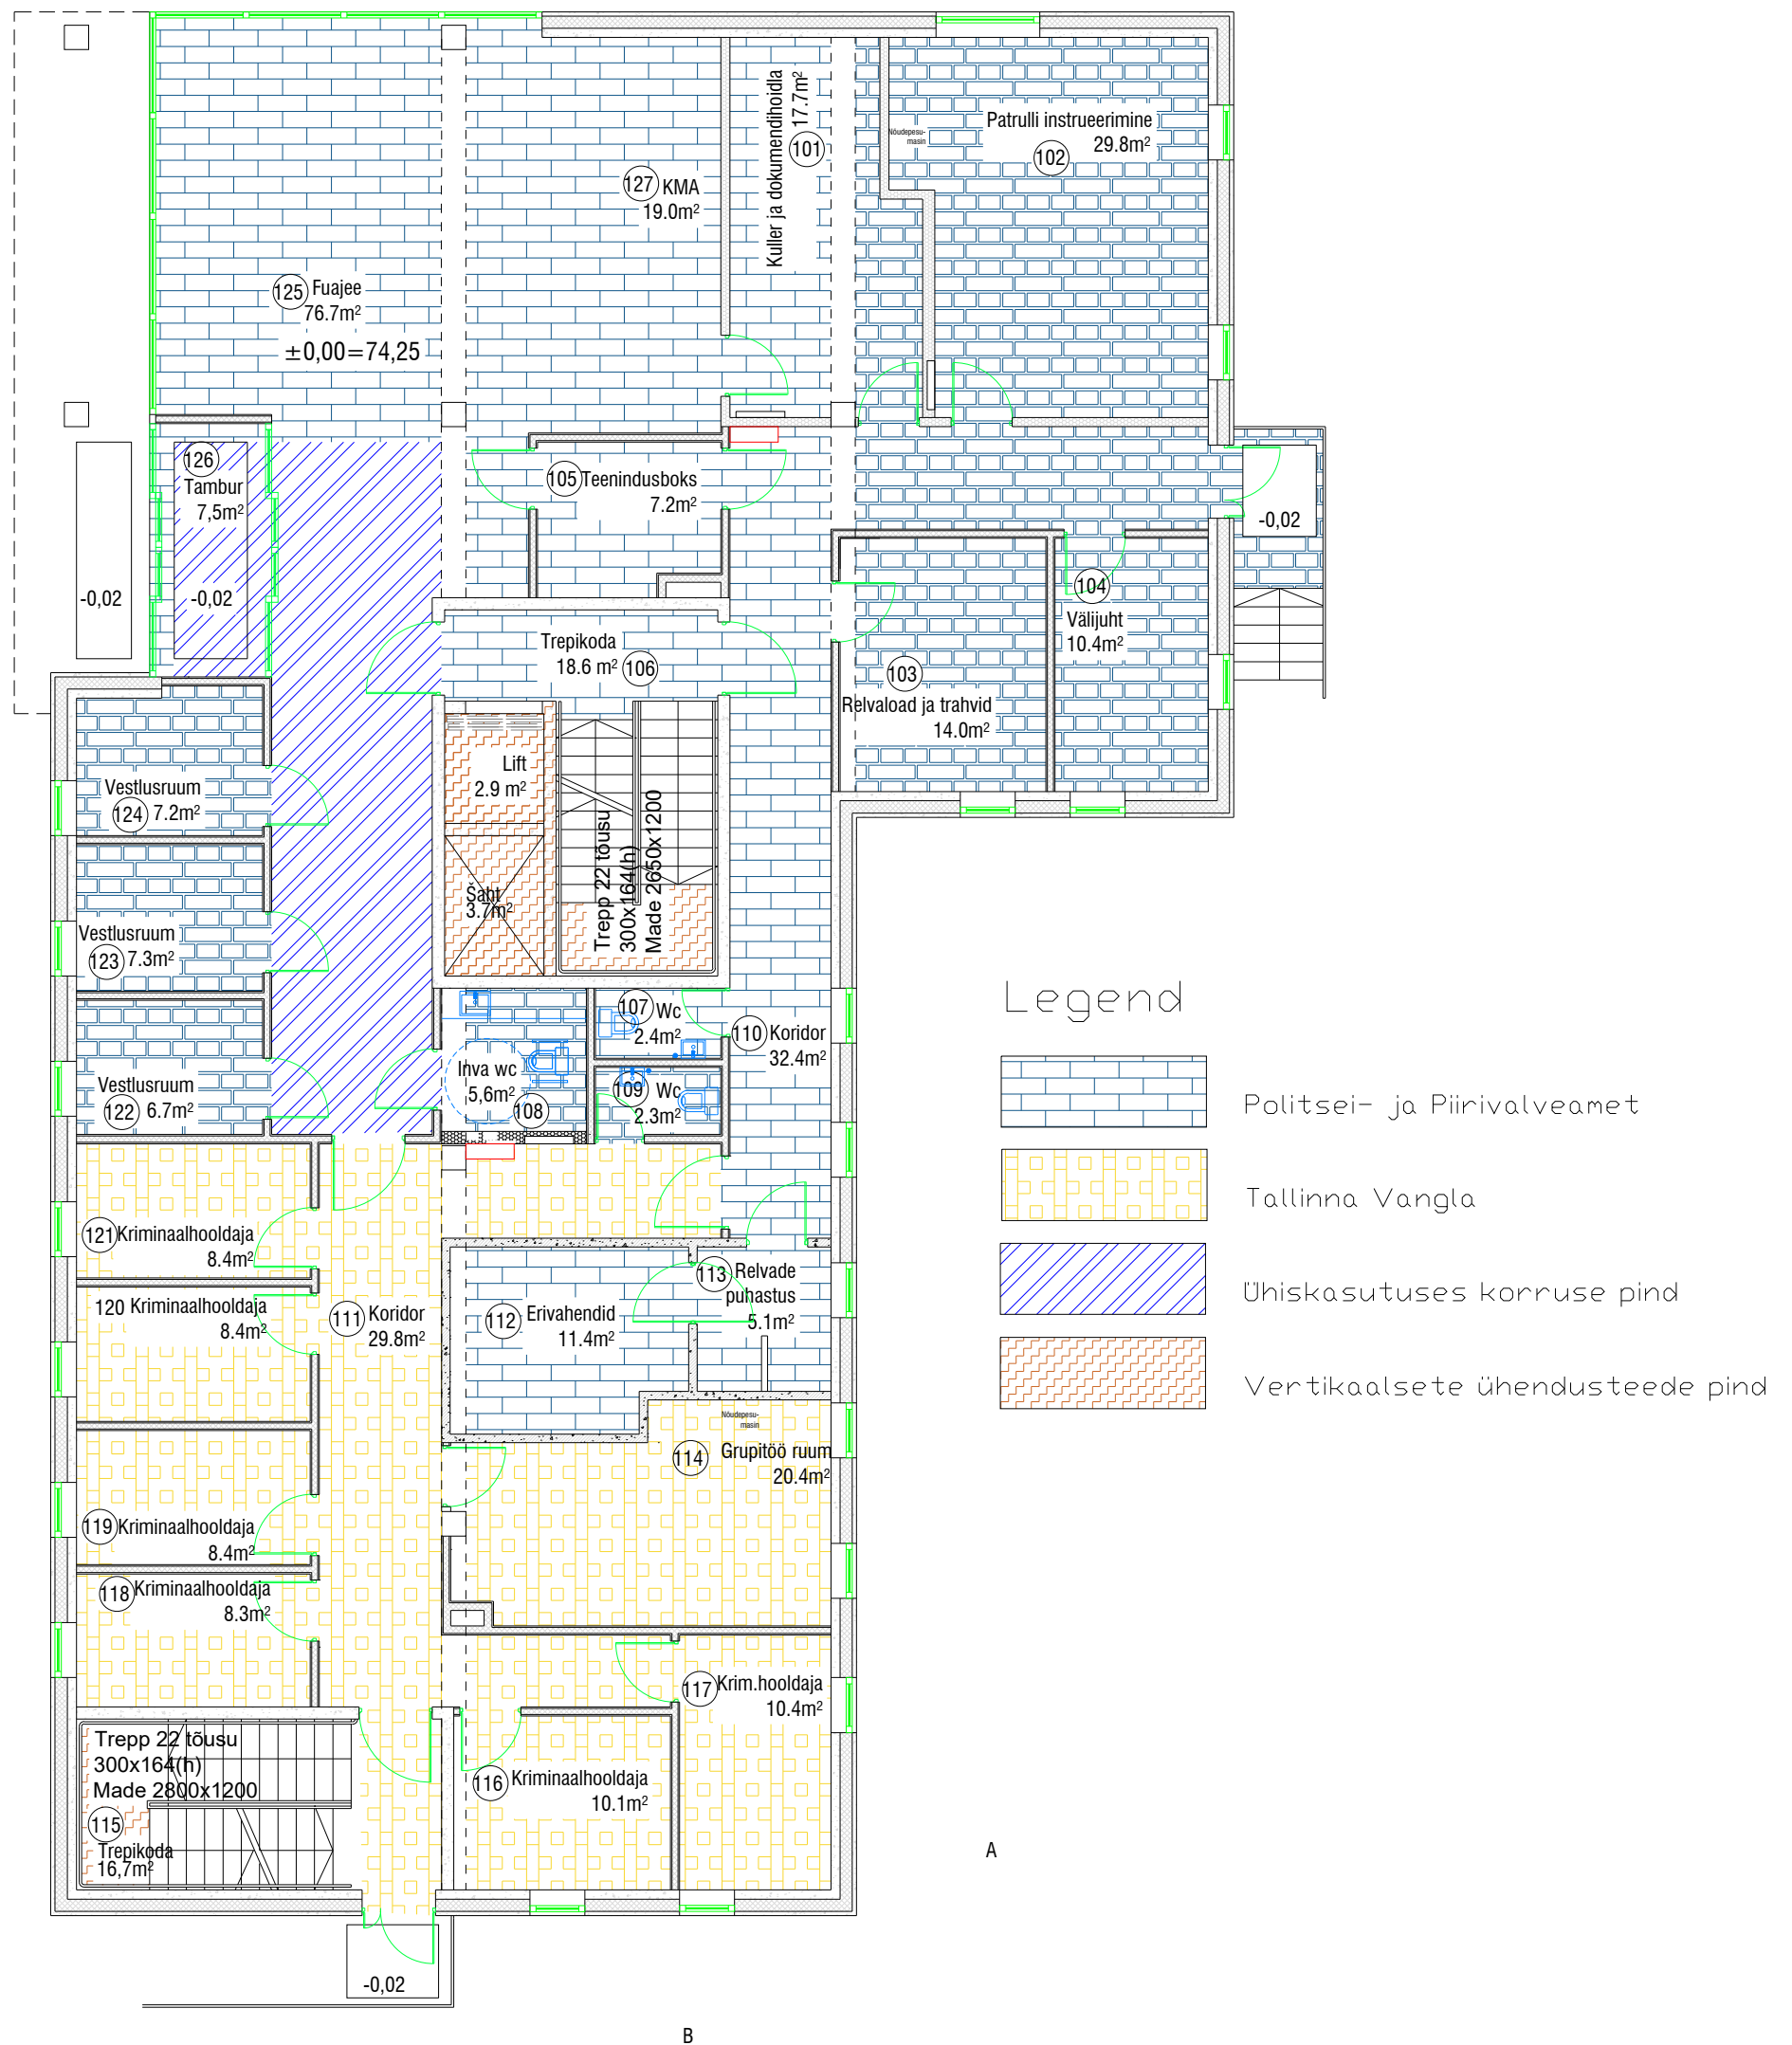 Kuller ja dokumendihoidla
17.7m²
101
Nõudepesu-
masin
Patrulli instrueerimine
29.8m²
102
127 KMA
19.0m²
125 Fuajee
76.7m²
±0,00=74,25
126
Tambur
7,5m²
-0,02
-0,02
105 Teenindusboks
7.2m²
-0,02
104
Välijuht
10.4m²
Trepikoda
18.6 m² 106
103
Relvaload ja trahvid
14.0m²
Lift
2.9 m²
Šaht
3.7m²
Trepp 22 tõusu
300x164(h)
Made 2650x1200
Vestlusruum
124 7.2m²
Vestlusruum
123 7.3m²
Vestlusruum
122 6.7m²
107 Wc
2.4m²
110 Koridor
32.4m²
Inva wc
5,6m²
108
109 Wc
2.3m²
Legend
Politsei- ja Piirivalveamet
Tallinna Vangla
Ühiskasutuses korruse pind
Vertikaalsete ühendusteede pind
121 Kriminaalhooldaja
8.4m²
120 Kriminaalhooldaja
8.4m²
111 Koridor
29.8m²
112 Erivahendid
11.4m²
113 Relvade
puhastus
5.1m²
Nõudepesu-
masin
114 Grupitöö ruum
20.4m²
119 Kriminaalhooldaja
8.4m²
118 Kriminaalhooldaja
8.3m²
117 Krim.hooldaja
10.4m²
Trepp 22 tõusu
300x164(h)
Made 2800x1200
115
Trepikoda
16,7m²
116 Kriminaalhooldaja
10.1m²
A
-0,02
B